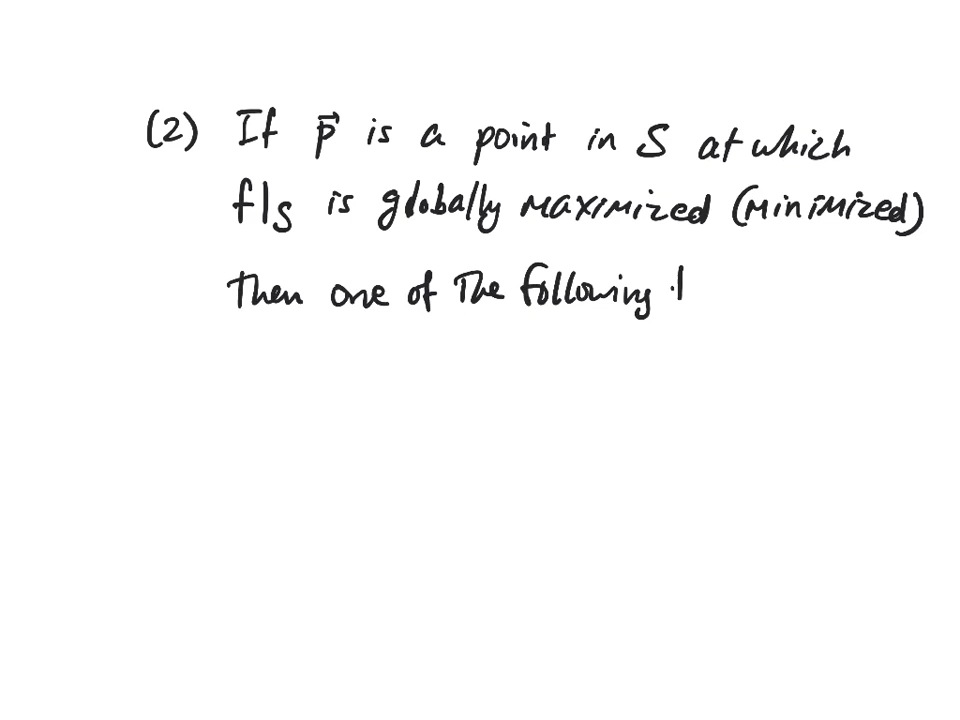 (2) If p⃗ is a point in S at which
f|s is globally maximized (minimized)
Then one of The following